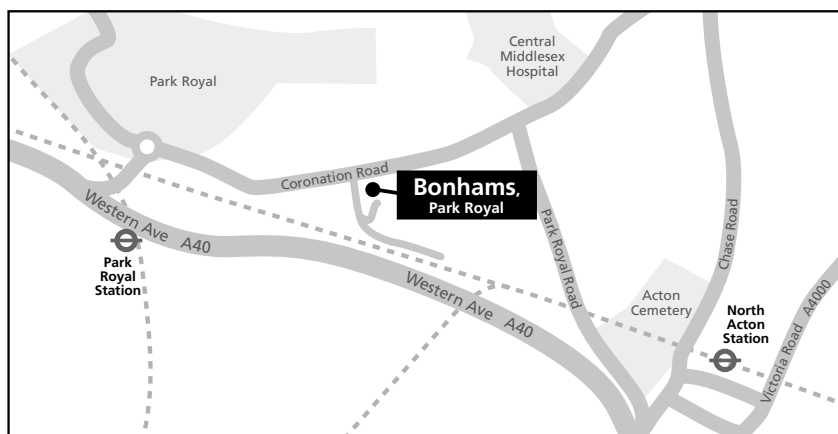 Central
Middlesex
Hospital
Park Royal
Coronation Road
Bonhams,
Park Royal
Western Ave A40
Park
Royal
Station
Park Royal Road
Chase Road
Western Ave A40
Acton
Cemetery
North
Acton
Station
Victoria Road A4000